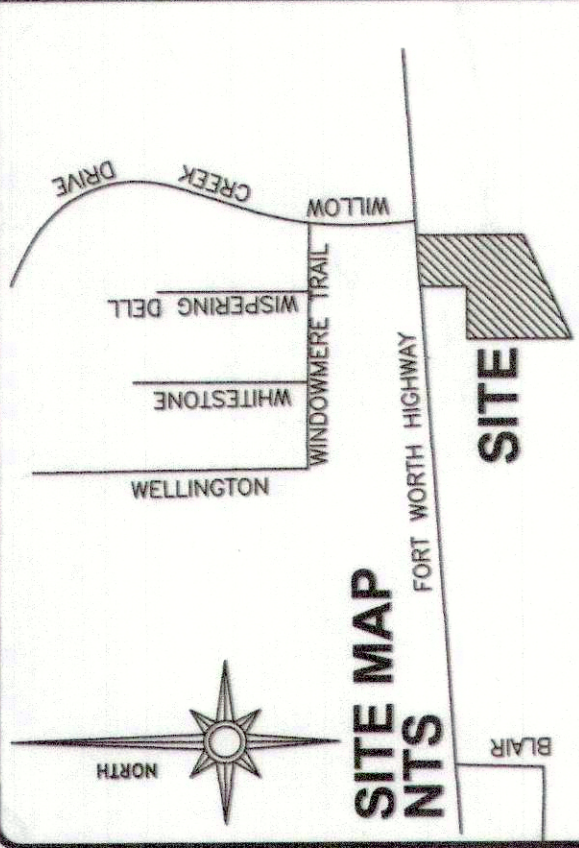 SITE MAP
NTS
NORTH
WELLINGTON
WHITESTONE
WISPERING DELL
WINDOWMERE TRAIL
WILLOW CREEK DRIVE
FORT WORTH HIGHWAY
SITE
BLAIR